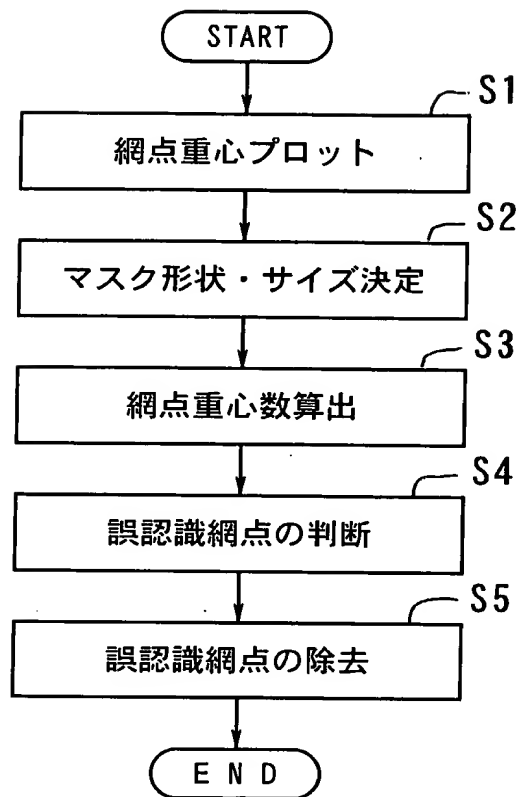 START
S1
網点重心プロット
S2
マスク形状・サイズ決定
S3
網点重心数算出
S4
誤認識網点の判断
S5
誤認識網点の除去
END